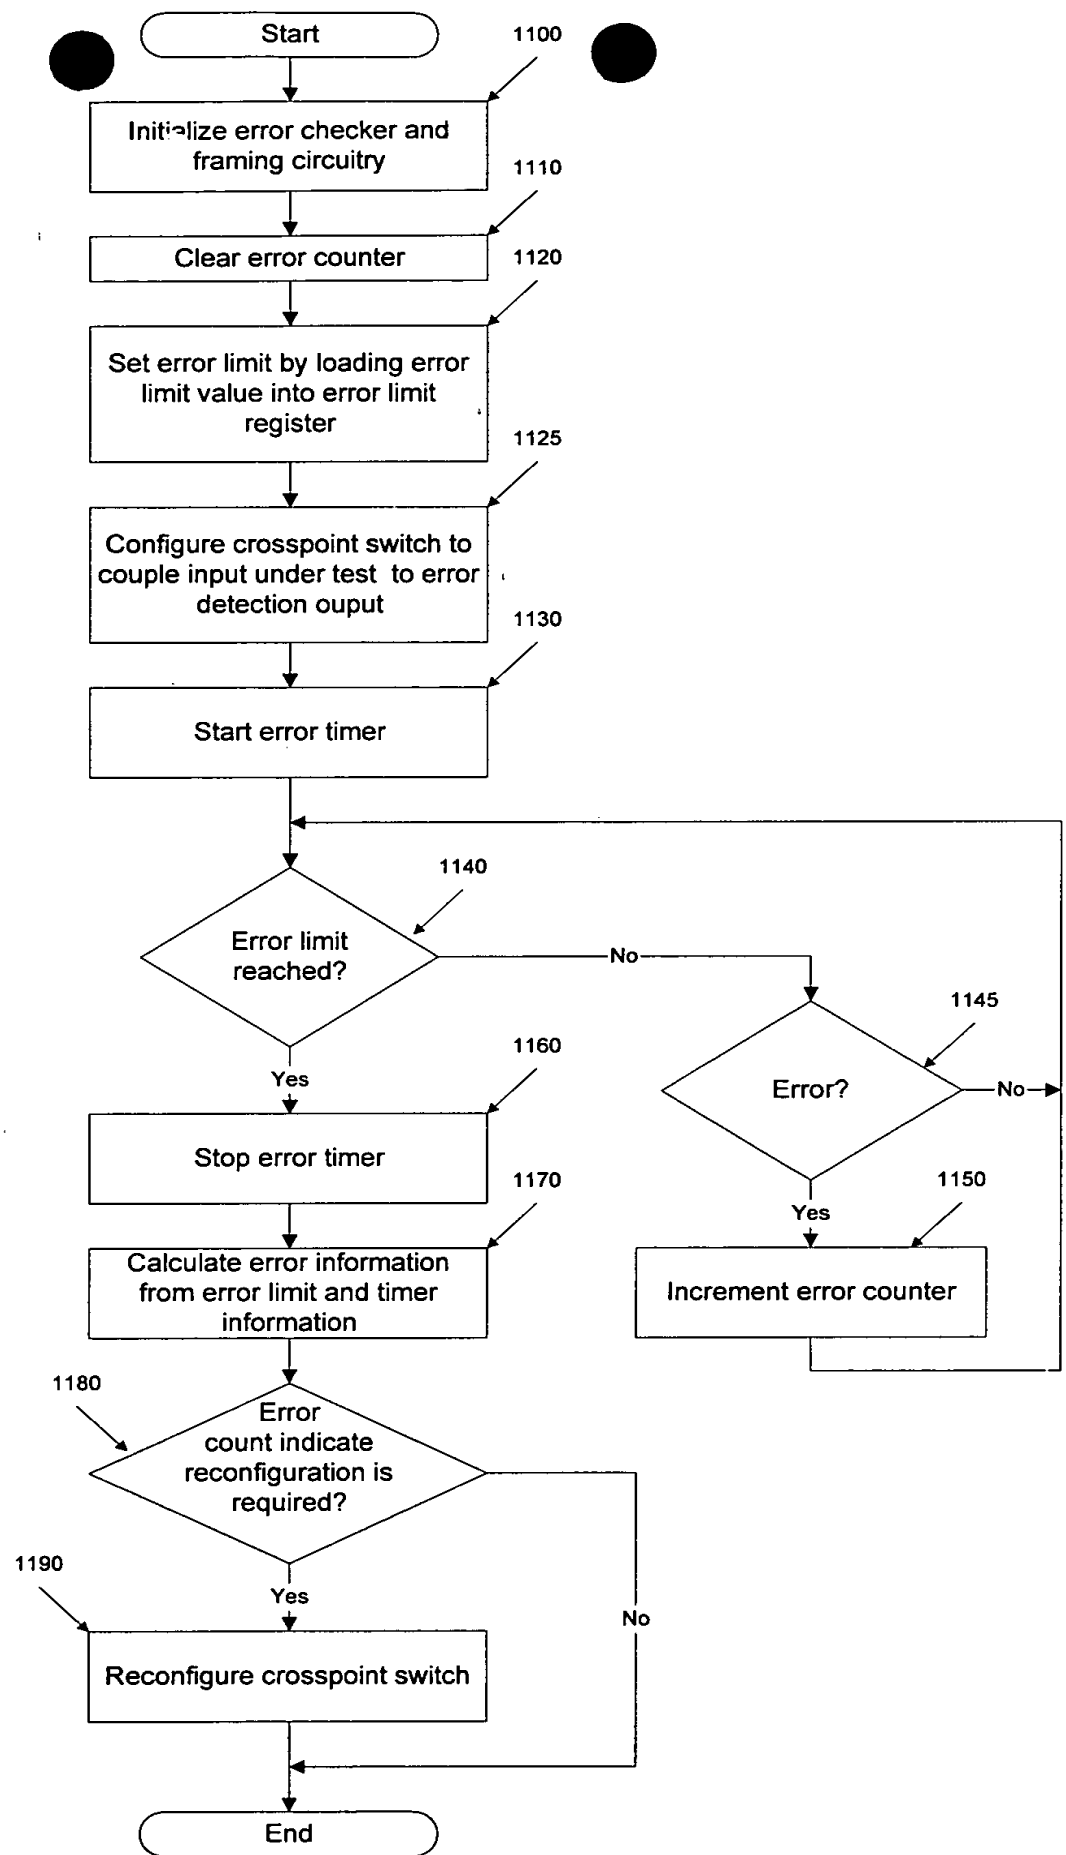 Start
1100
Initialize error checker and
framing circuitry
1110
Clear error counter
1120
Set error limit by loading error
limit value into error limit
register
1125
Configure crosspoint switch to
couple input under test to error
detection ouput
1130
Start error timer
1140
Error limit
reached?
No
1145
Error?
No
Yes
1160
Stop error timer
1170
Yes
1150
Calculate error information
from error limit and timer
information
Increment error counter
1180
Error
count indicate
reconfiguration is
required?
1190
Yes
No
Reconfigure crosspoint switch
End